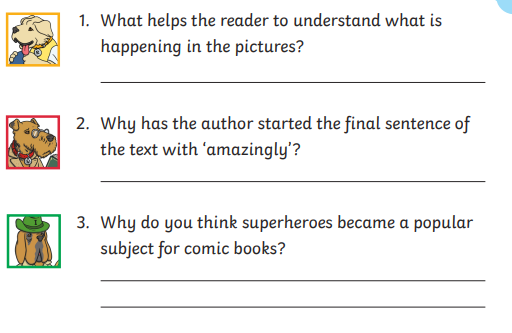 1. What helps the reader to understand what is
happening in the pictures?
2. Why has the author started the final sentence of
the text with ‘amazingly’?
3. Why do you think superheroes became a popular
subject for comic books?